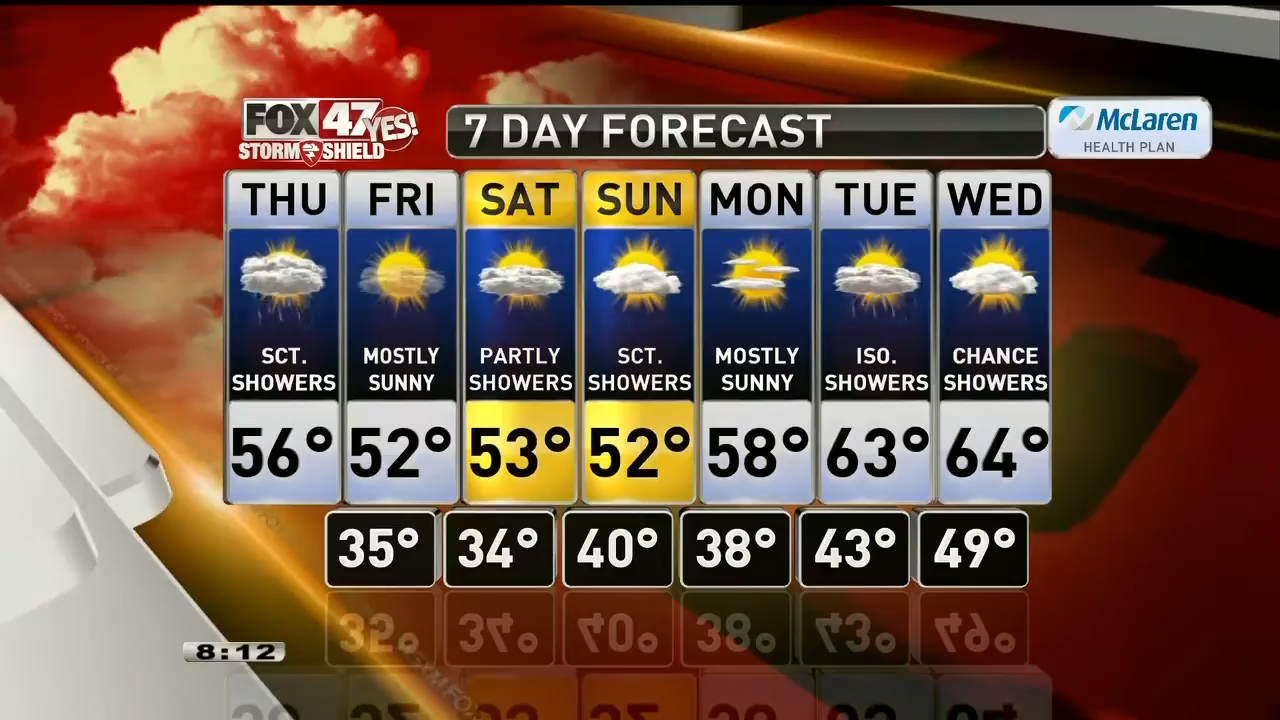 FOX 47 YES!
STORM SHIELD
7 DAY FORECAST
McLaren
HEALTH PLAN
THU FRI SAT SUN MON TUE WED
SCT. MOSTLY PARTLY SCT. MOSTLY ISO. CHANCE
SHOWERS SUNNY SHOWERS SHOWERS SUNNY SHOWERS SHOWERS
56° 52° 53° 52° 58° 63° 64°
35° 34° 40° 38° 43° 49°
8:12